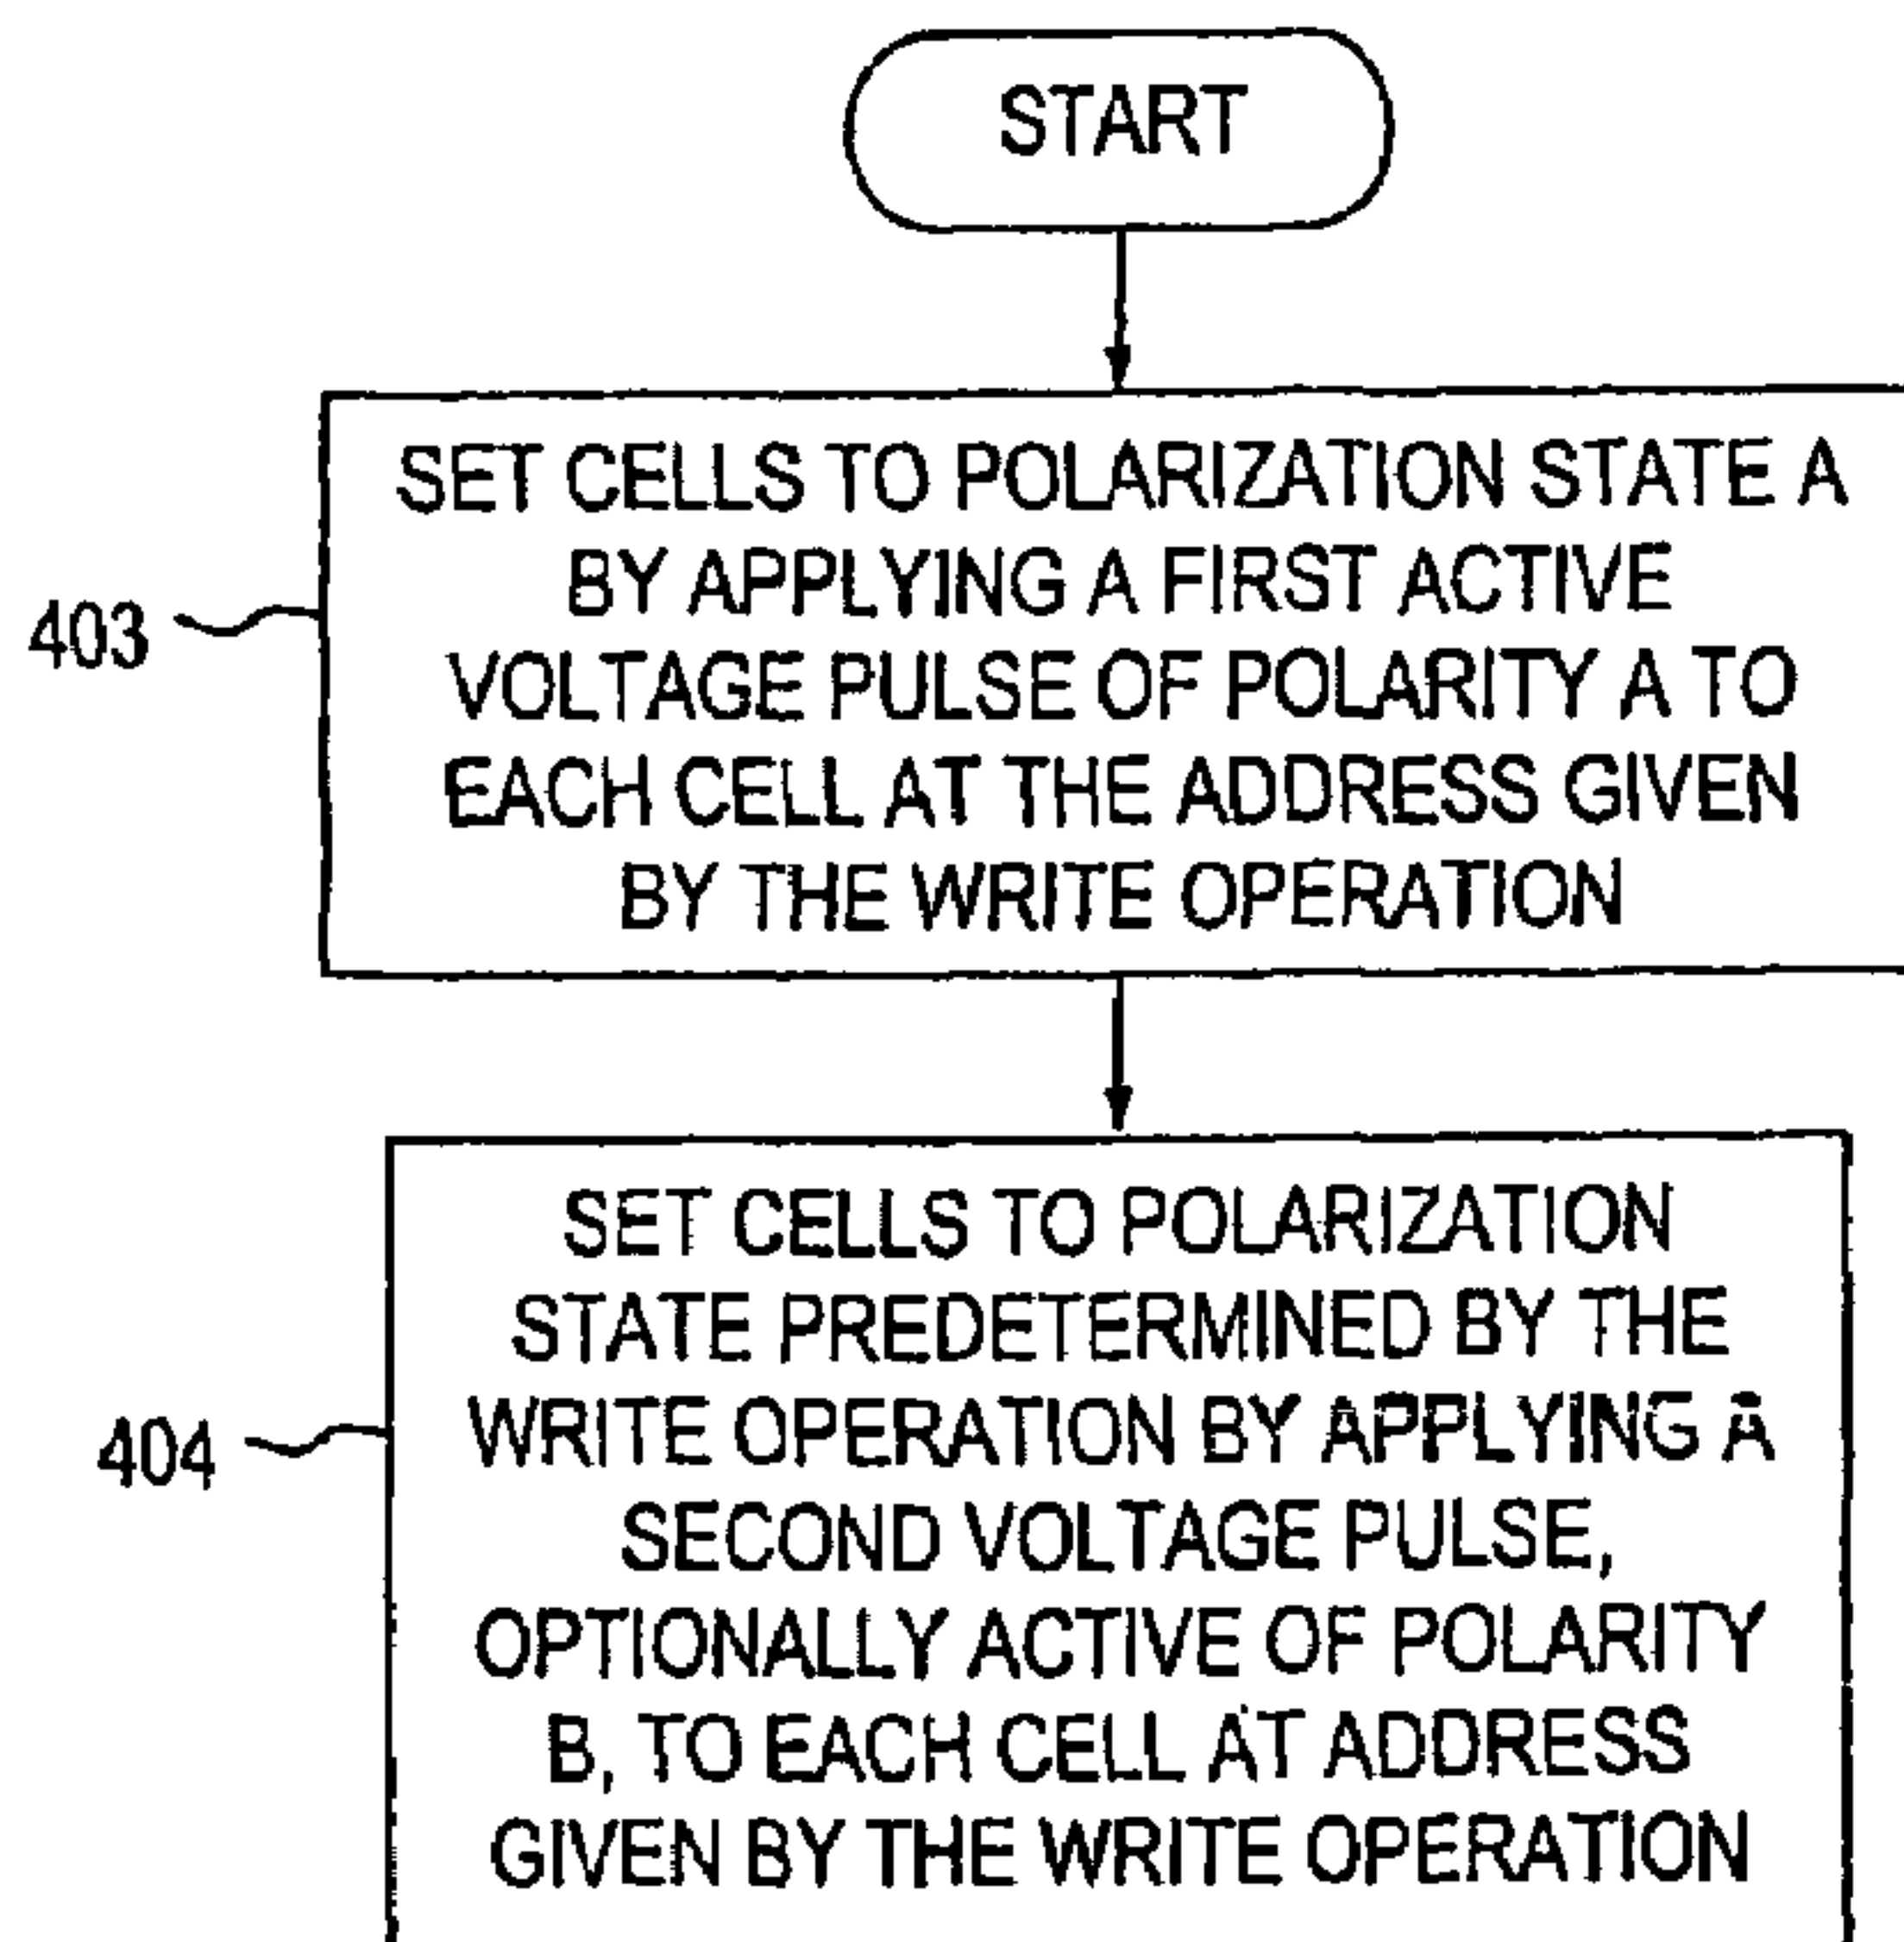 START
SET CELLS TO POLARIZATION STATE A
BY APPLYING A FIRST ACTIVE
VOLTAGE PULSE OF POLARITY A TO
EACH CELL AT THE ADDRESS GIVEN
BY THE WRITE OPERATION
403
SET CELLS TO POLARIZATION
STATE PREDETERMINED BY THE
WRITE OPERATION BY APPLYING A
SECOND VOLTAGE PULSE,
OPTIONALLY ACTIVE OF POLARITY
B, TO EACH CELL AT ADDRESS
GIVEN BY THE WRITE OPERATION
404